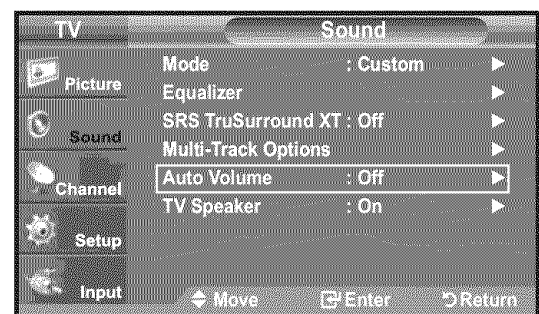 TV Sound
Picture
Sound
Channel
Setup
Input
Mode : Custom
Equalizer
SRS TruSurround XT : Off
Multi-Track Options
Auto Volume : Off
TV Speaker : On
Move Enter Return